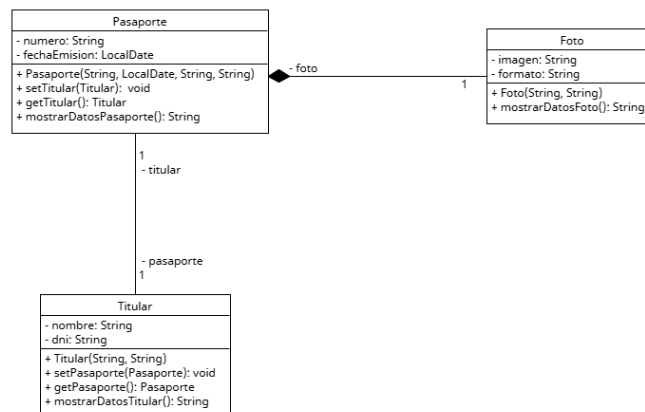 Pasaporte
- numero: String
- fechaEmision: LocalDate
+ Pasaporte(String, LocalDate, String, String)
+ setTitular(Titular): void
+ getTitular(): Titular
+ mostrarDatosPasaporte(): String
- foto
1
Foto
- imagen: String
- formato: String
+ Foto(String, String)
+ mostrarDatosFoto(): String
1
- titular
- pasaporte
1
Titular
- nombre: String
- dni: String
+ Titular(String, String)
+ setPasaporte(Pasaporte): void
+ getPasaporte(): Pasaporte
+ mostrarDatosTitular(): String